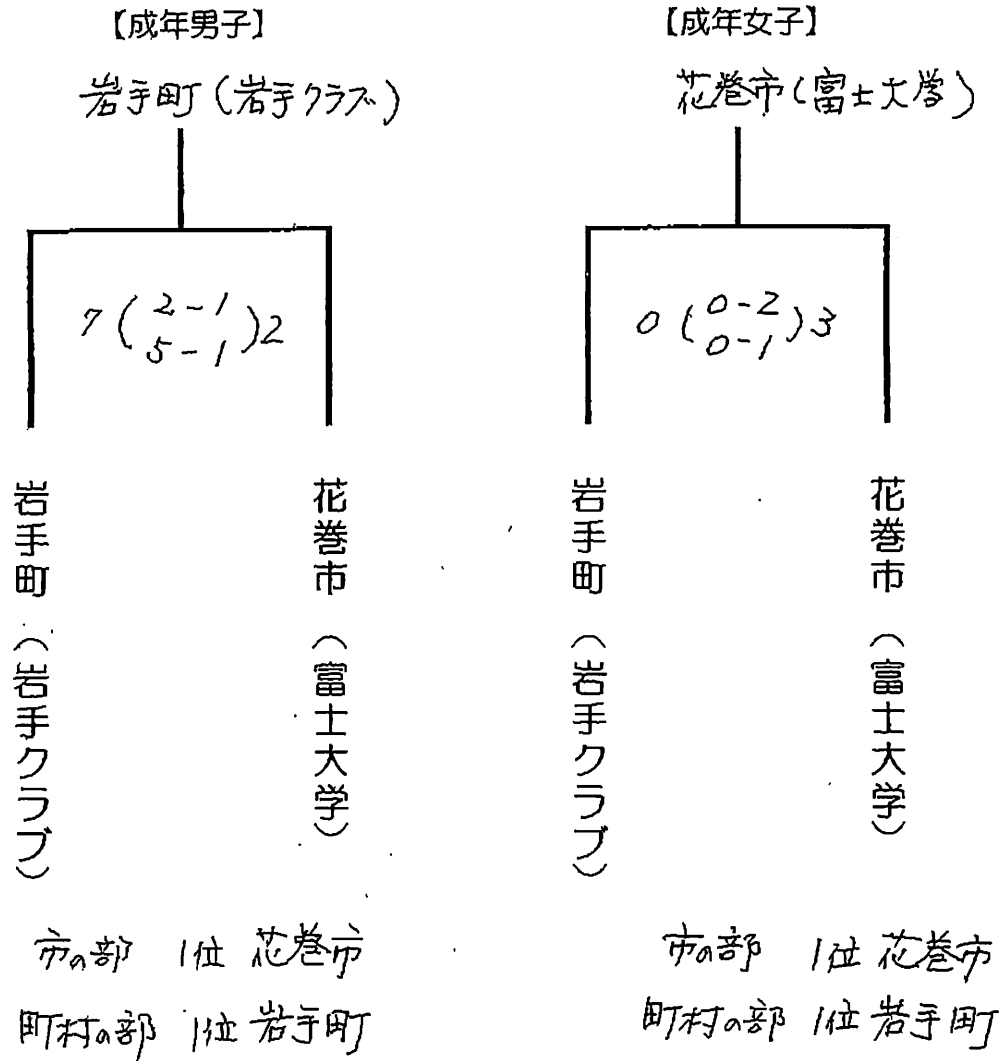 【成年男子】
岩手町(岩手クラブ)
7(2-1
5-1)2
岩手町(岩手クラブ)
花巻市(富士大学)
市の部 1位 花巻市
町村の部 1位 岩手町
【成年女子】
花巻市(富士大学)
0(0-2
0-1)3
岩手町(岩手クラブ)
花巻市(富士大学)
市の部 1位 花巻市
町村の部 1位 岩手町